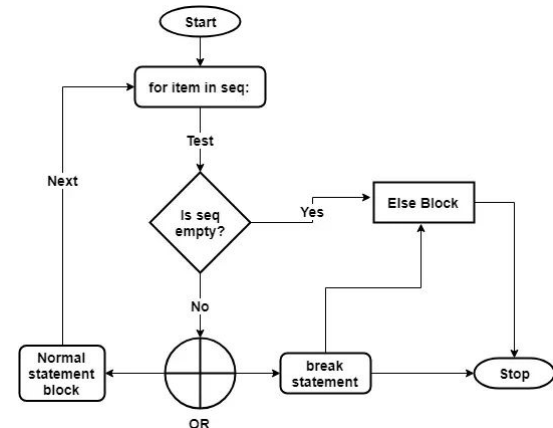 Start
for item in seq:
Test
Next
Is seq
empty?
Yes
Else Block
No
Normal
statement
block
break
statement
Stop
OR